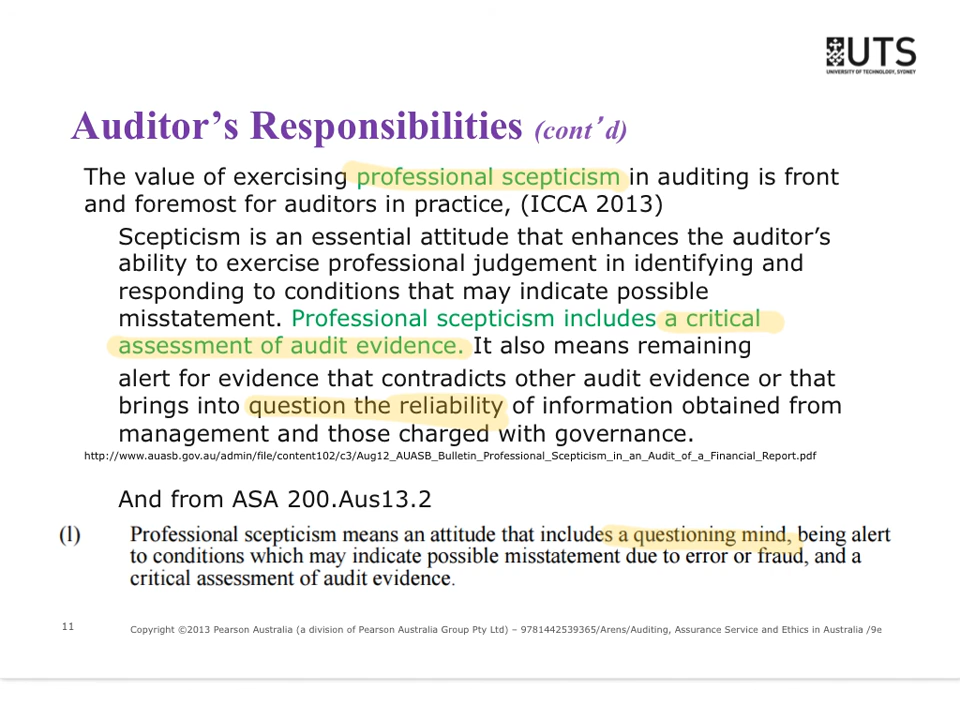 UTS
UNIVERSITY OF TECHNOLOGY, SYDNEY
Auditor’s Responsibilities (cont’d)
The value of exercising professional scepticism in auditing is front
and foremost for auditors in practice, (ICCA 2013)
Scepticism is an essential attitude that enhances the auditor’s
ability to exercise professional judgement in identifying and
responding to conditions that may indicate possible
misstatement. Professional scepticism includes a critical
assessment of audit evidence. It also means remaining
alert for evidence that contradicts other audit evidence or that
brings into question the reliability of information obtained from
management and those charged with governance.
http://www.auasb.gov.au/admin/file/content102/c3/Aug12_AUASB_Bulletin_Professional_Scepticism_in_an_Audit_of_a_Financial_Report.pdf
And from ASA 200.Aus13.2
(l) Professional scepticism means an attitude that includes a questioning mind, being alert
to conditions which may indicate possible misstatement due to error or fraud, and a
critical assessment of audit evidence.
11 Copyright ©2013 Pearson Australia (a division of Pearson Australia Group Pty Ltd) – 9781442539365/Arens/Auditing, Assurance Service and Ethics in Australia /9e